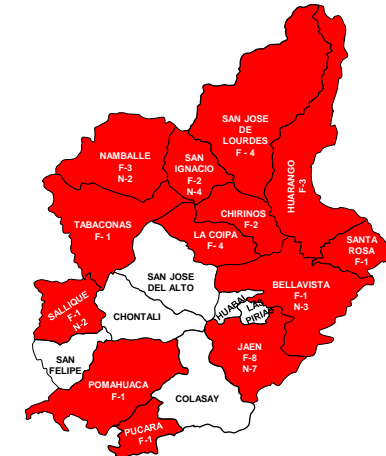 SAN JOSE
DE
LOURDES
F - 4
NAMBALLE
F-3
N-2
SAN
IGNACIO
F-2
N-4
HUARANGO
F-3
CHIRINOS
F-2
TABACONAS
F- 1
LA COIPA
F- 4
SANTA
ROSA
F-1
SAN JOSE
DEL ALTO
BELLAVISTA
F-1
N-3
SALLIQUE
F-1
N-2
CHONTALI
HUABAL
LAS
PIRIAS
JAEN
F-8
N-7
SAN
FELIPE
POMAHUACA
F-1
COLASAY
PUCARA
F-1